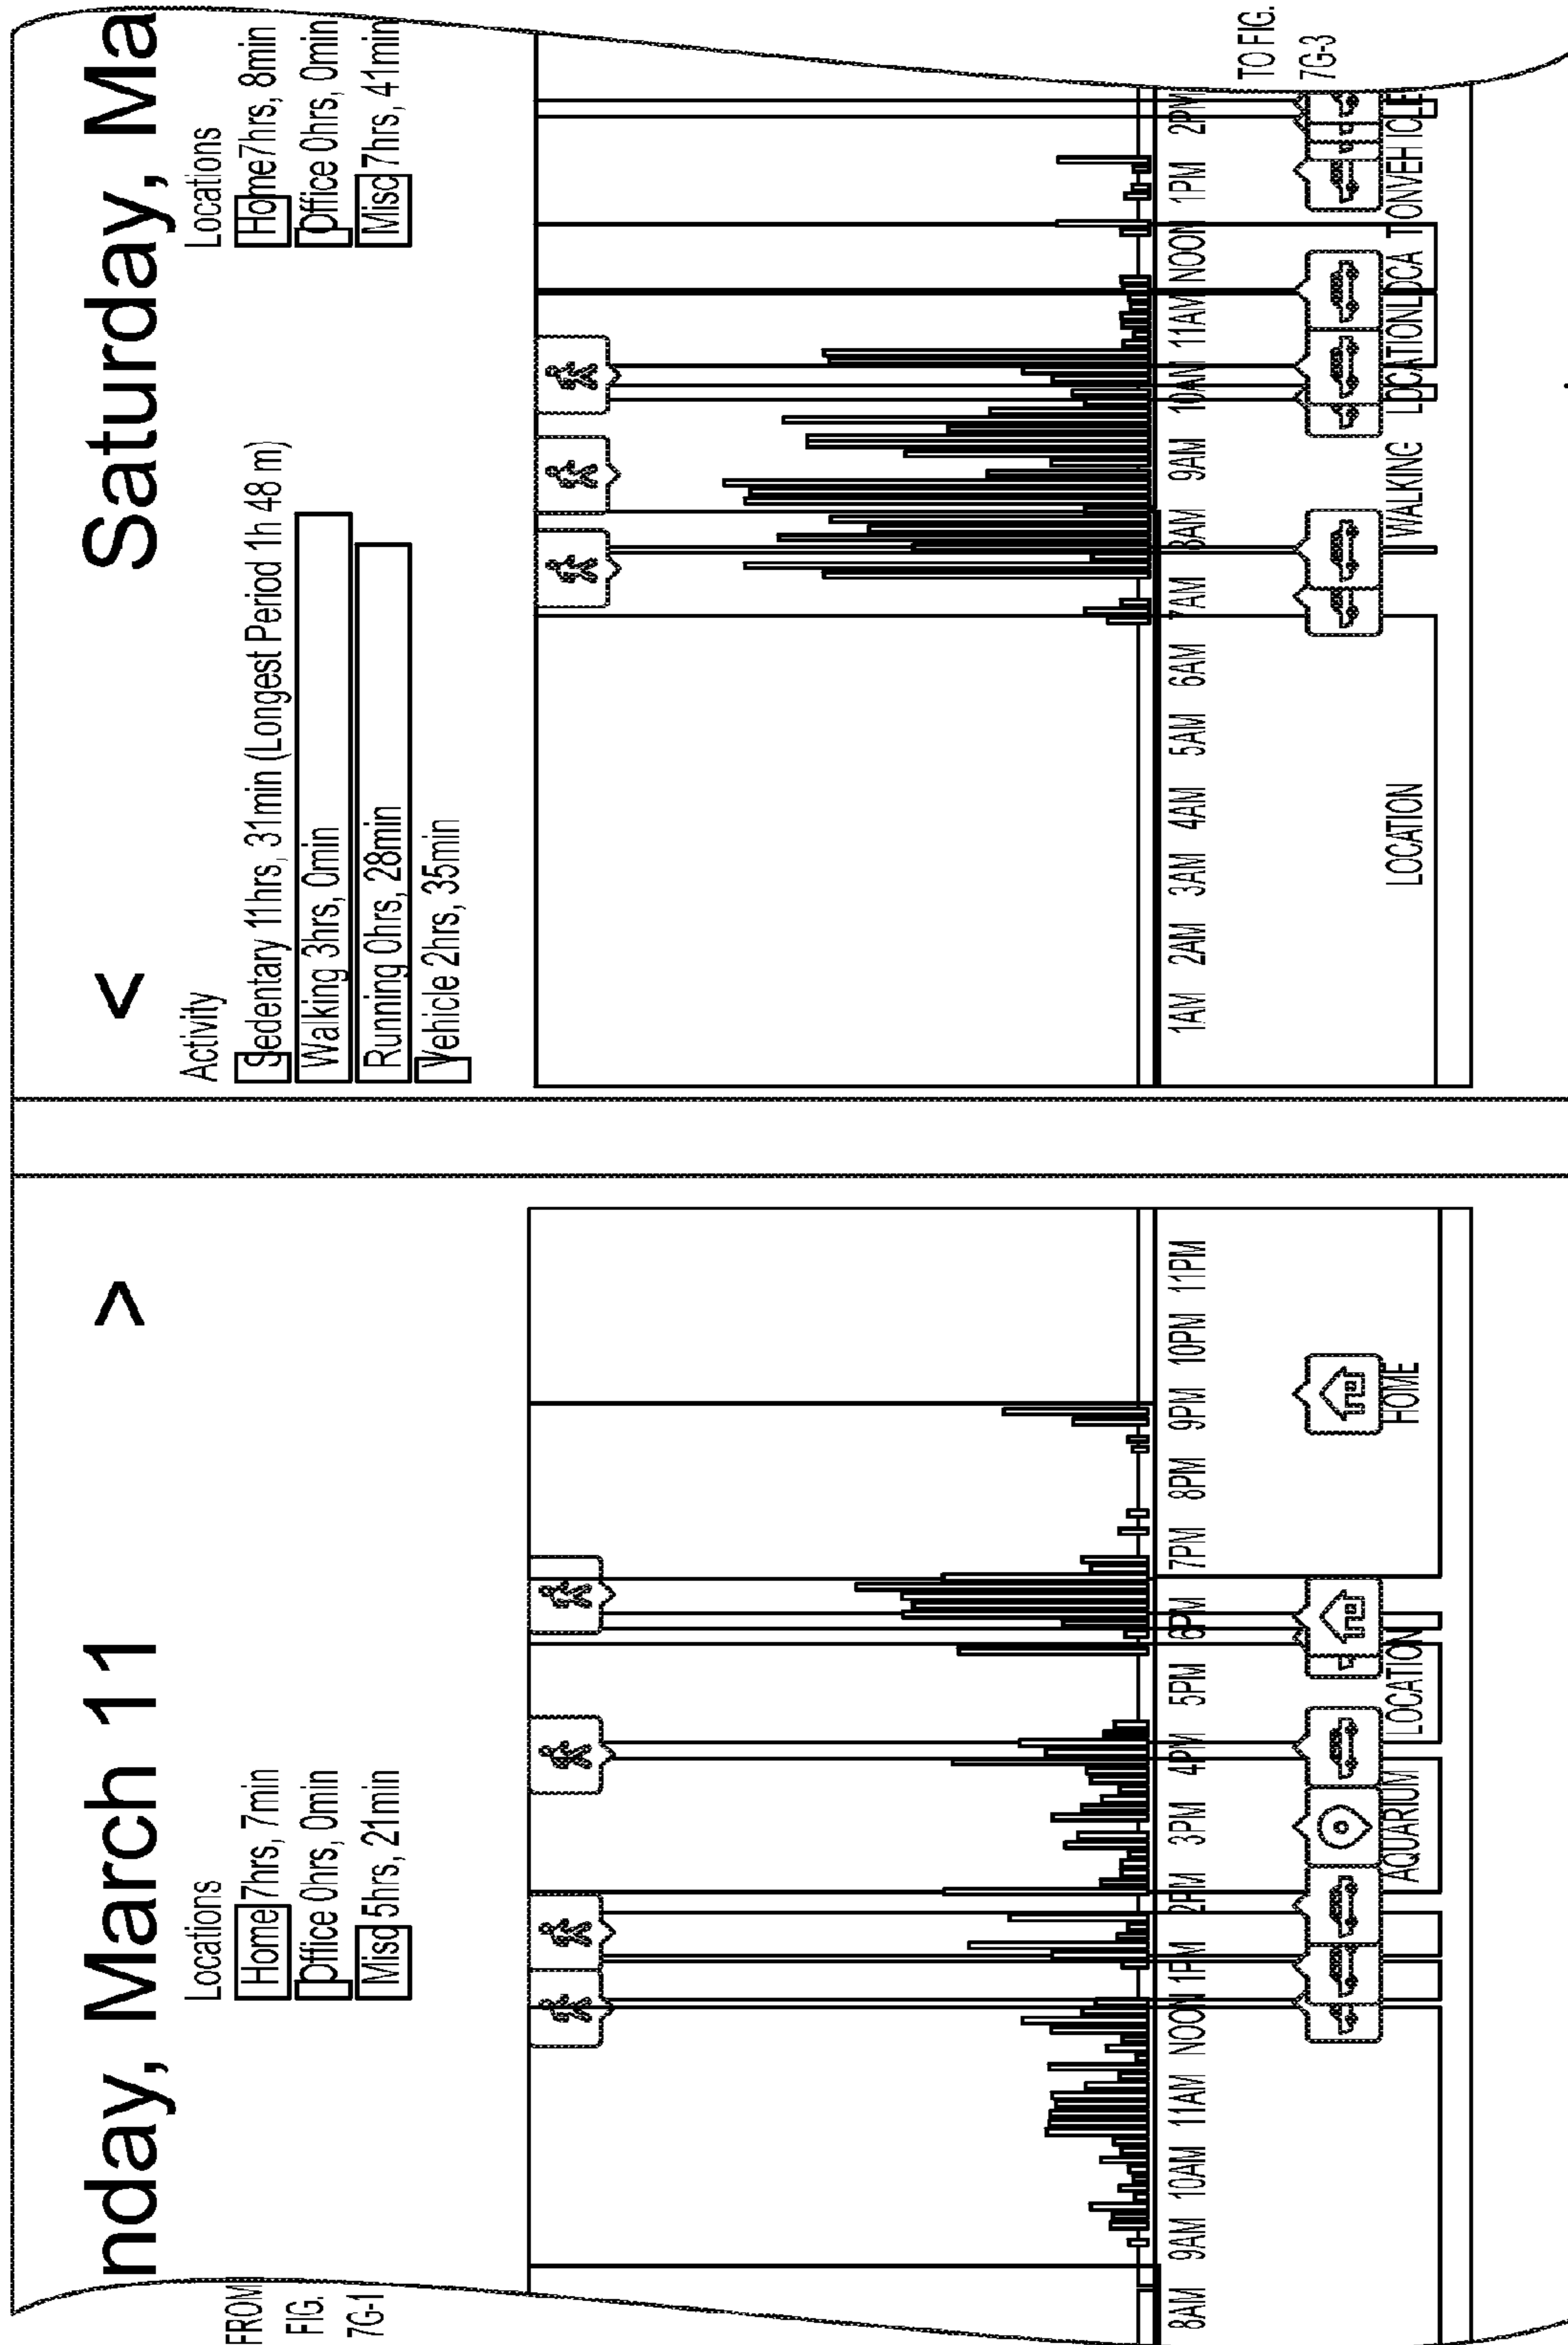 FROM
FIG.
7G-1
nday, March 11
>
Locations
Home 7hrs, 7min
Office 0hrs, 0min
Misc 5hrs, 21min
8AM 9AM 10AM 11AM NOON 1PM 2PM 3PM 4PM 5PM 6PM 7PM 8PM 9PM 10PM 11PM
AQUARIUM LOCATION HOME
<
Saturday, Ma
Activity
Sedentary 11hrs, 31min (Longest Period 1h 48 m)
Walking 3hrs, 0min
Running 0hrs, 28min
Vehicle 2hrs, 35min
Locations
Home 7hrs, 8min
Office 0hrs, 0min
Misc 7hrs, 41min
1AM 2AM 3AM 4AM 5AM 6AM 7AM 8AM 9AM 10AM 11AM NOON 1PM 2PM
LOCATION WALKING LOCATIONLOCA TONVEHICLE
TO FIG.
7G-3